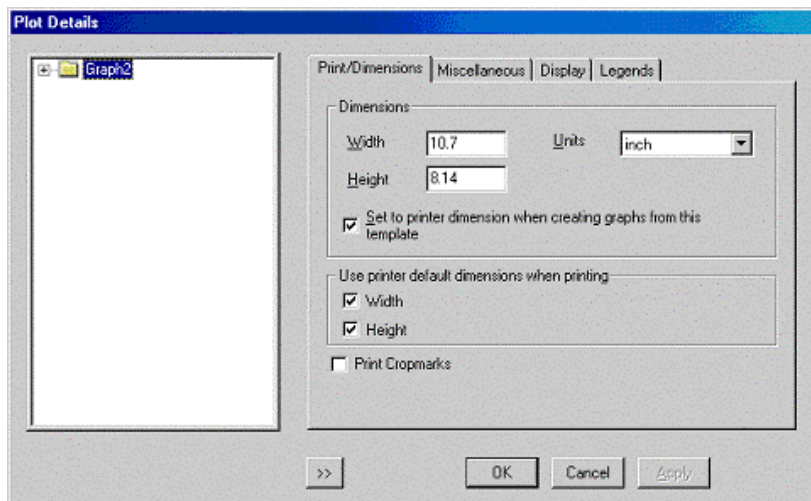 Plot Details
Graph2
Print/Dimensions Miscellaneous Display Legends
Dimensions
Width 10.7 Units inch
Height 8.14
Set to printer dimension when creating graphs from this
template
Use printer default dimensions when printing
Width
Height
Print Cropmarks
>> OK Cancel Apply